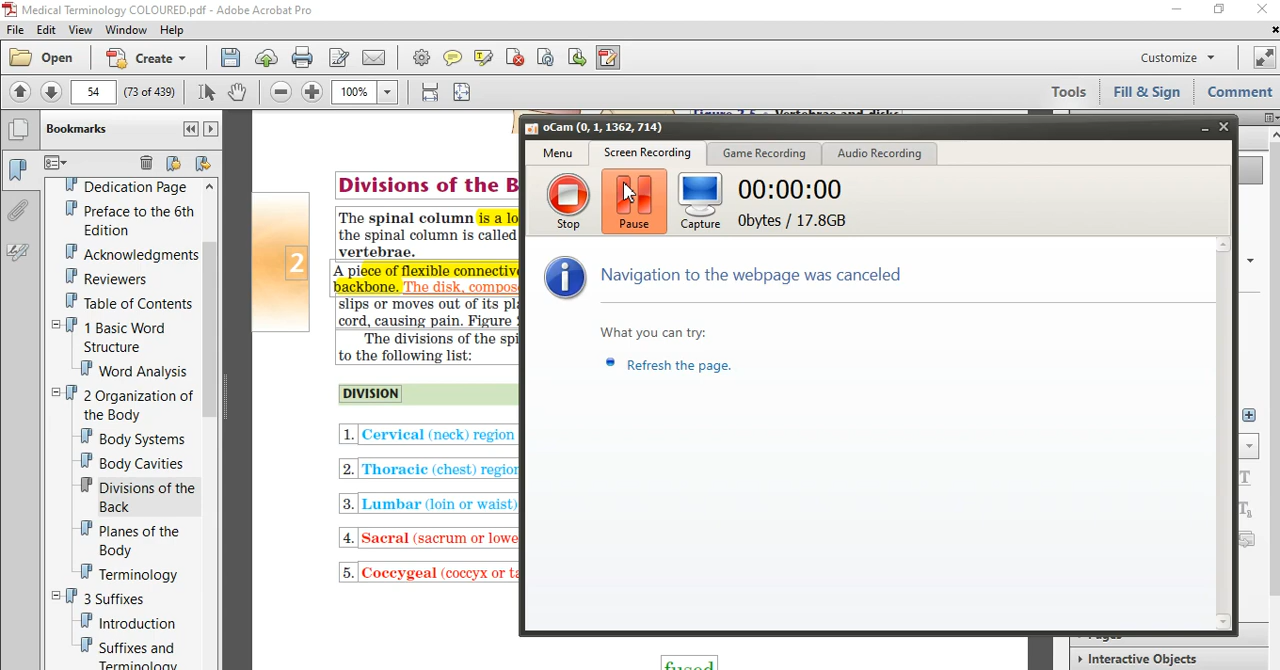 Medical Terminology COLOURED.pdf - Adobe Acrobat Pro
File Edit View Window Help
Open Create Customize
54 (73 of 439) 100% Tools Fill & Sign Comment
Bookmarks
Dedication Page
Preface to the 6th
Edition
Acknowledgments
Reviewers
Table of Contents
1 Basic Word
Structure
Word Analysis
2 Organization of
the Body
Body Systems
Body Cavities
Divisions of the
Back
Planes of the
Body
Terminology
3 Suffixes
Introduction
Suffixes and
Terminology
2
Divisions of the B
The spinal column is a lo
the spinal column is called
vertebrae.
A piece of flexible connective
backbone. The disk, compos
slips or moves out of its pl
cord, causing pain. Figure
The divisions of the spi
to the following list:
DIVISION
1. Cervical (neck) region
2. Thoracic (chest) region
3. Lumbar (loin or waist)
4. Sacral (sacrum or lowe
5. Coccygeal (coccyx or ta
fused
oCam (0, 1, 1362, 714)
Menu Screen Recording Game Recording Audio Recording
Stop Pause Capture
00:00:00
0bytes / 17.8GB
Navigation to the webpage was canceled
What you can try:
Refresh the page.
Interactive Objects